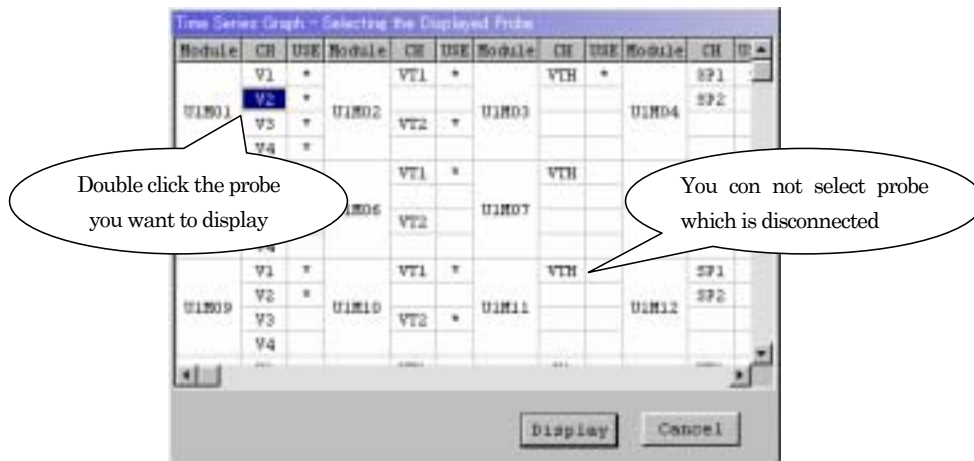 Time Series Graph - Selecting the Displayed Probe
Module CH USE Module CH USE Module CH USE Module CH
V1 * VT1 * VTH * SP1
U1M01 V2 * U1M02 U1M03 U1M04 SP2
V3 * VT2 *
V4 *
Double click the probe
you want to display
VT1 * VTH
U1M07
VT2
You con not select probe
which is disconnected
V1 * VT1 * VTH SP1
U1M09 V2 * U1M10 U1M11 U1M12 SP2
V3 VT2 *
V4
Display Cancel